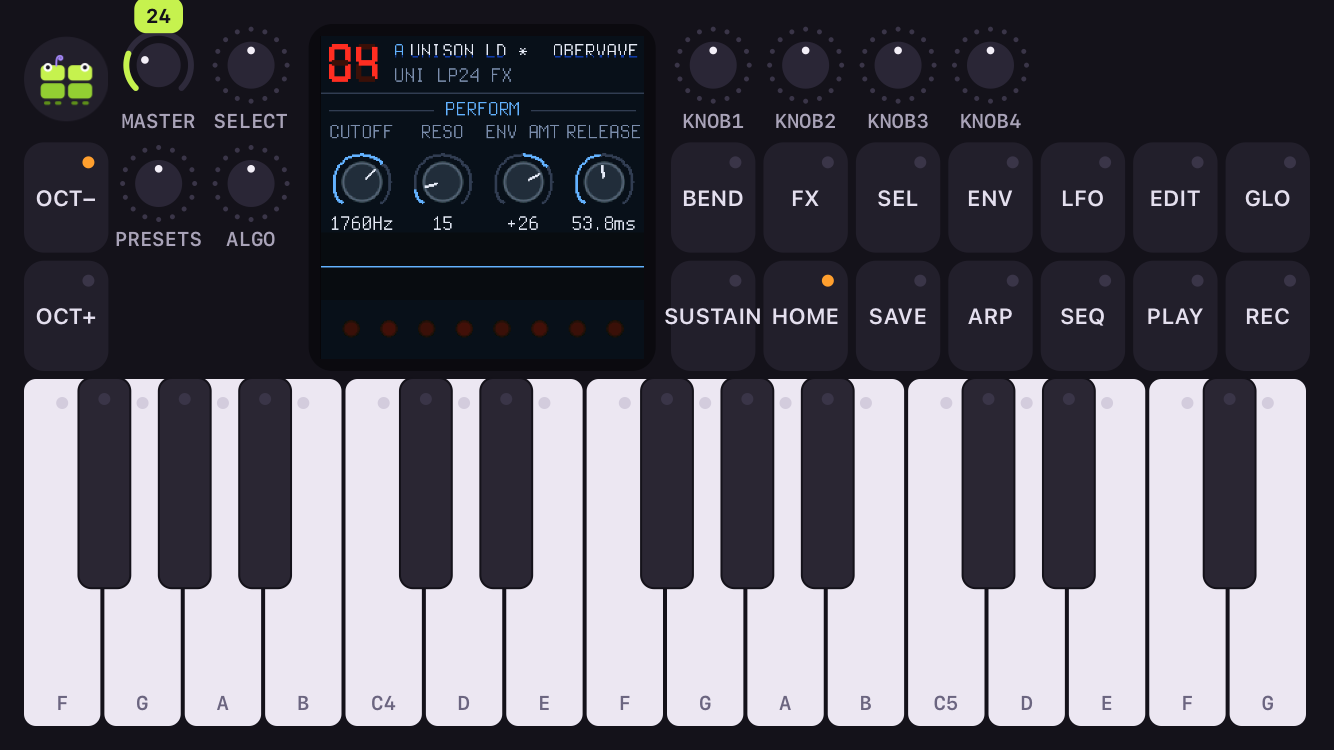 24
MASTER
SELECT
04
A UNISON LD * OBERWAVE
UNI LP24 FX
PERFORM
CUTOFF RESO ENV AMT RELEASE
1760Hz 15 +26 53.8ms
KNOB1 KNOB2 KNOB3 KNOB4
OCT−
PRESETS ALGO
BEND FX SEL ENV LFO EDIT GLO
OCT+
SUSTAIN HOME SAVE ARP SEQ PLAY REC
F G A B C4 D E F G A B C5 D E F G